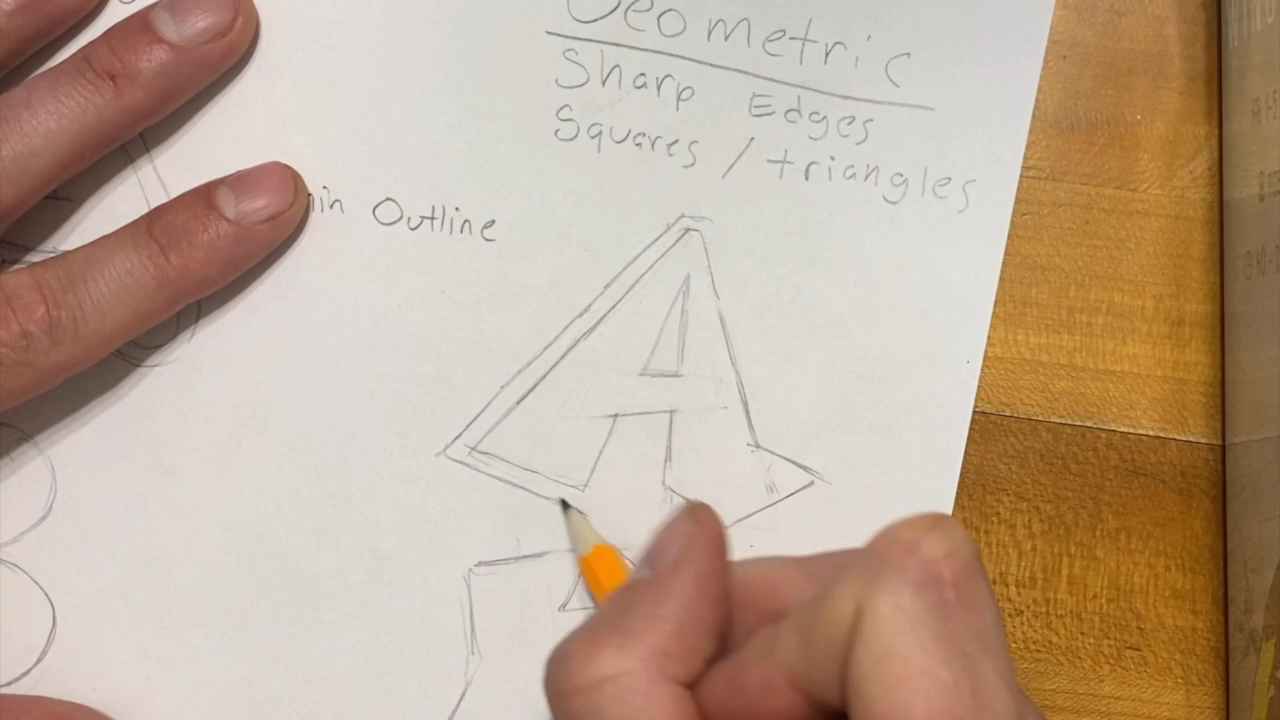 Geometric
Sharp Edges
Squares / triangles
Outline
A